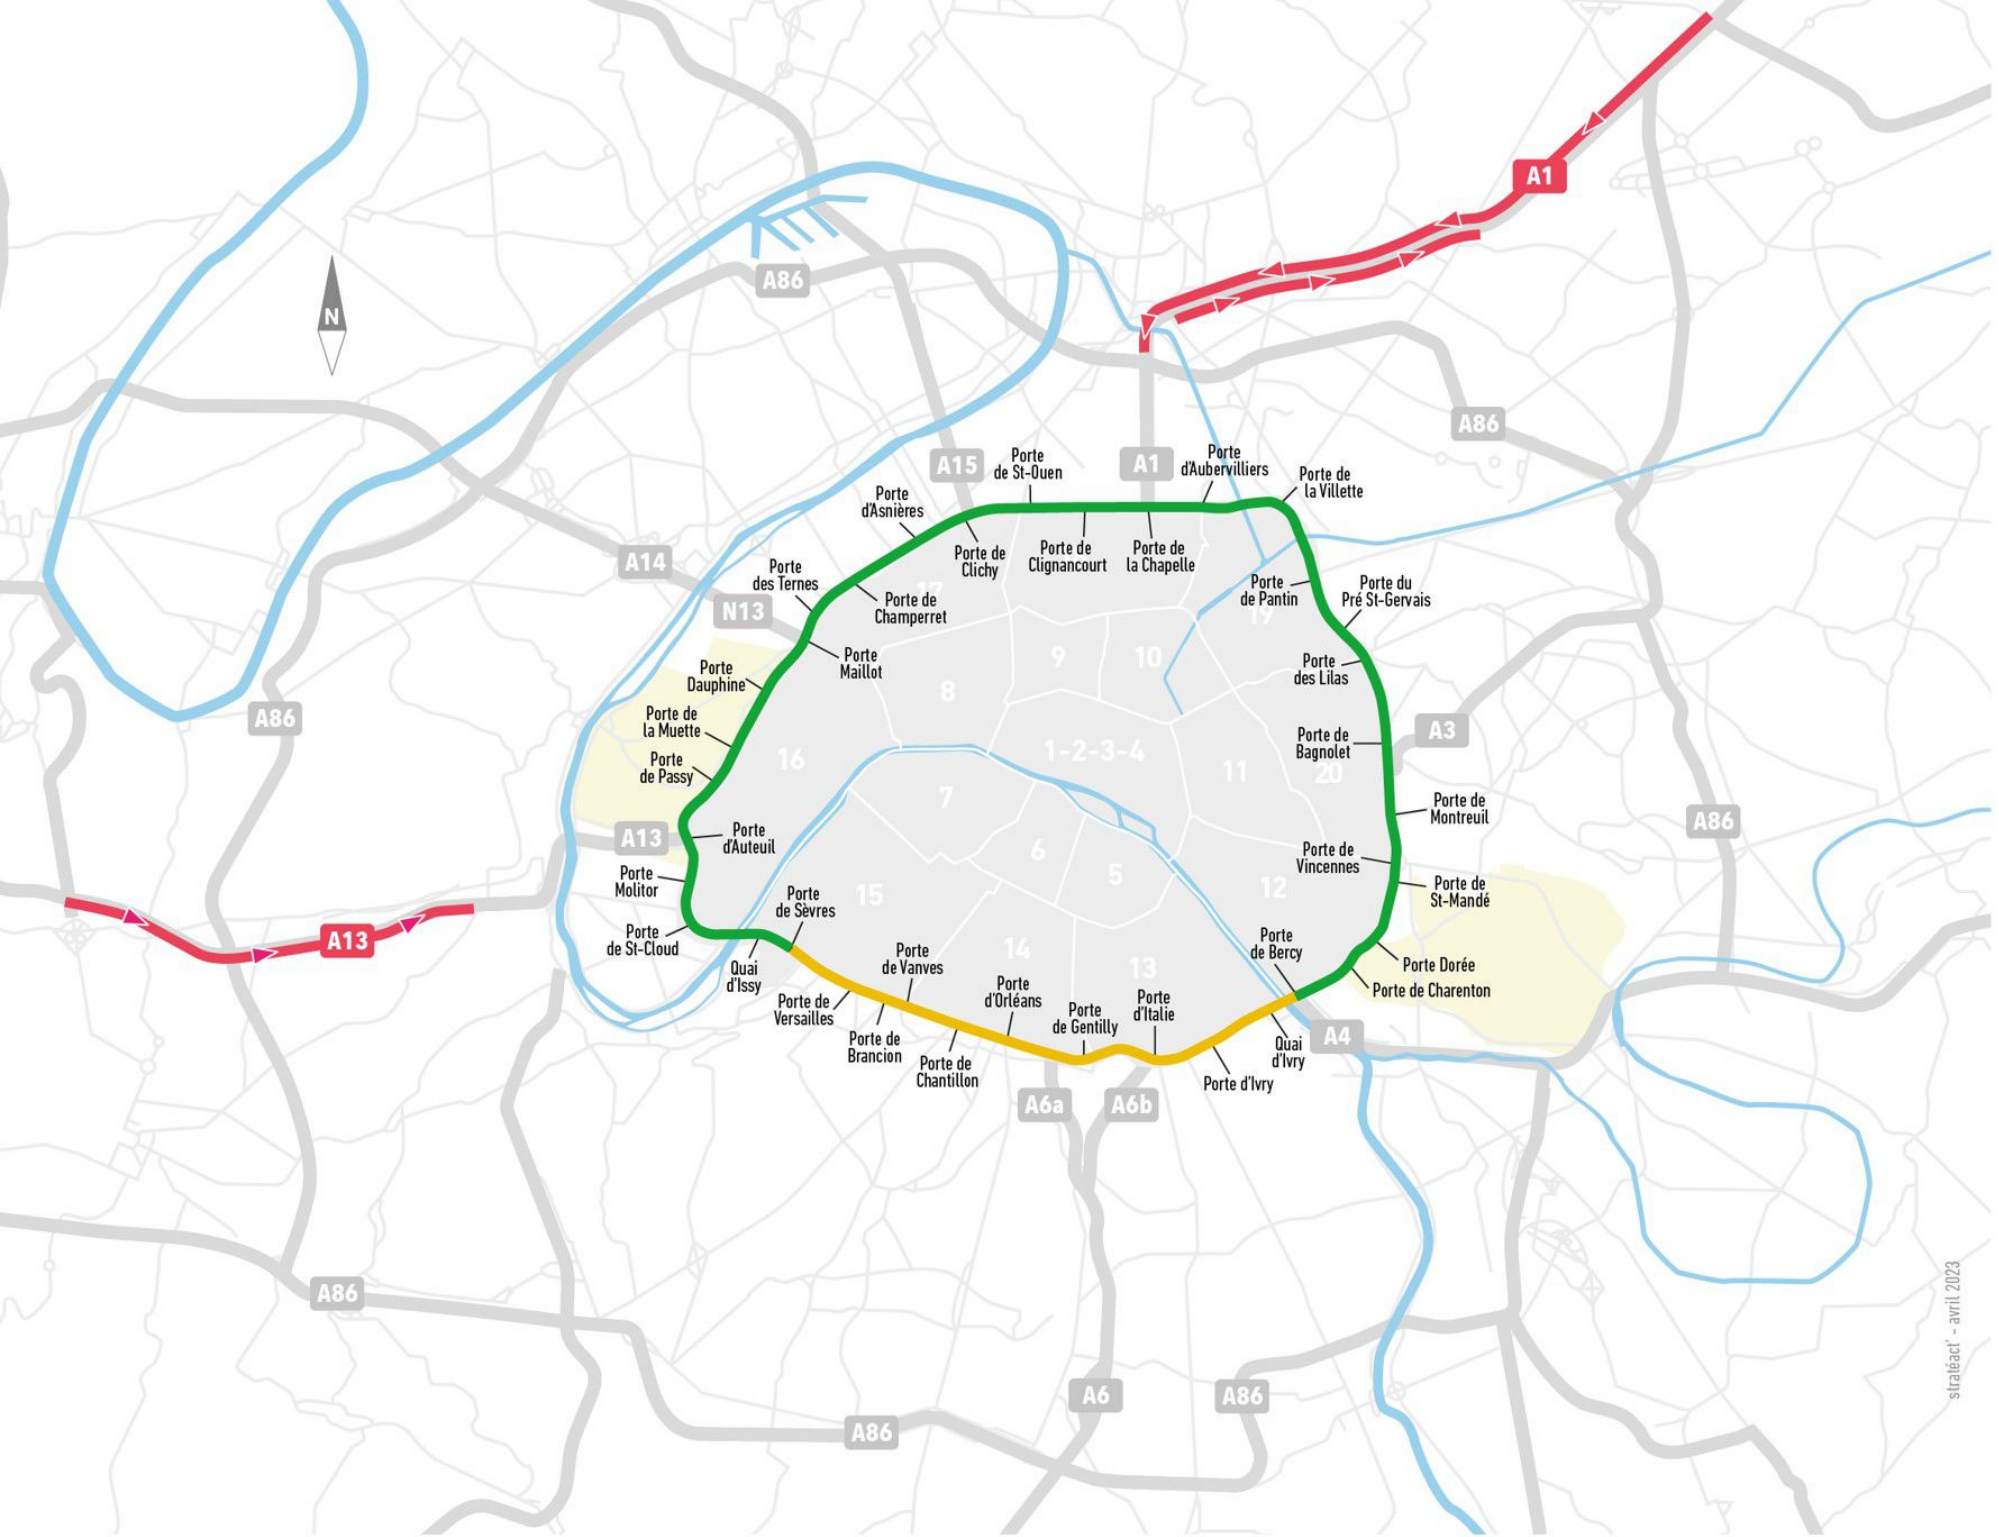 A1
A86
N
A86
A15
Porte
de St-Ouen
A1
Porte
d'Aubervilliers
Porte de
la Villette
Porte
d'Asnières
Porte de
Clichy
Porte de
Clignancourt
Porte de
la Chapelle
A14
Porte
des Ternes
17
Porte de
Champerret
N13
Porte
de Pantin
19
Porte du
Pré St-Gervais
Porte
Maillot
9
10
Porte
des Lilas
Porte
Dauphine
8
A86
Porte de
la Muette
A3
Porte de
Bagnolet
1-2-3-4
16
11
20
Porte
de Passy
7
Porte de
Montreuil
A86
A13
Porte
d'Auteuil
6
5
Porte de
Vincennes
Porte
Molitor
15
12
Porte de
St-Mandé
Porte
de Sèvres
A13
Porte
de St-Cloud
14
13
Porte
de Bercy
Porte Dorée
Quai
d'Issy
Porte
de Vanves
Porte de Charenton
Porte de
Versailles
Porte
d'Orléans
Porte
d'Italie
Porte
de Gentilly
Porte de
Brancion
Porte de
Chantillon
Quai
d'Ivry
A4
Porte d'Ivry
A6a
A6b
A86
A6
A86
A86
stratéact' - avril 2023